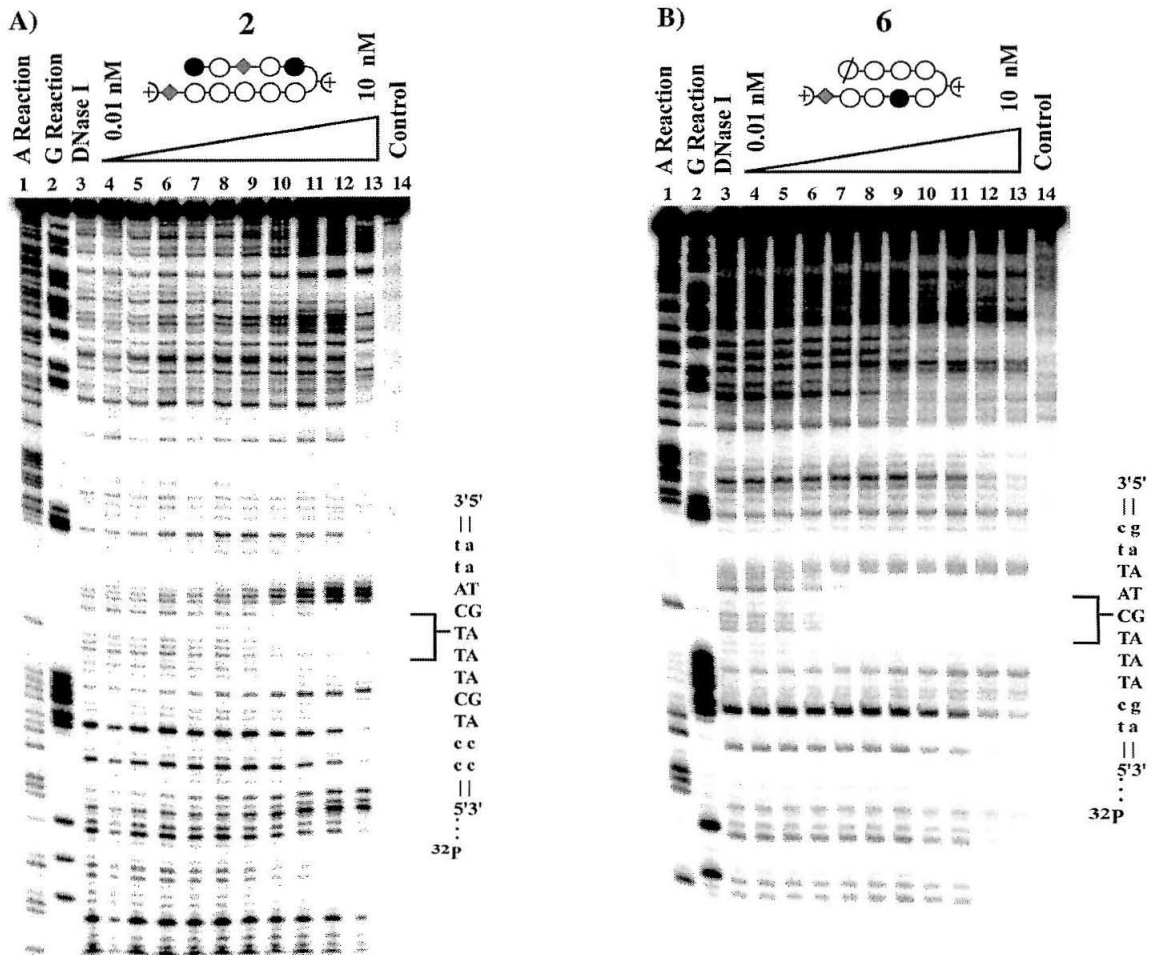 A)
2
A Reaction
G Reaction
DNase I
0.01 nM
10 nM
Control
+
+
1 2 3 4 5 6 7 8 9 10 11 12 13 14
3'5'
||
t a
t a
AT
CG
TA
TA
TA
CG
TA
c c
c c
||
5'3'
32P
B)
6
A Reaction
G Reaction
DNase I
0.01 nM
10 nM
Control
+
+
1 2 3 4 5 6 7 8 9 10 11 12 13 14
3'5'
||
c g
t a
TA
AT
CG
TA
TA
TA
c g
t a
||
5'3'
32P